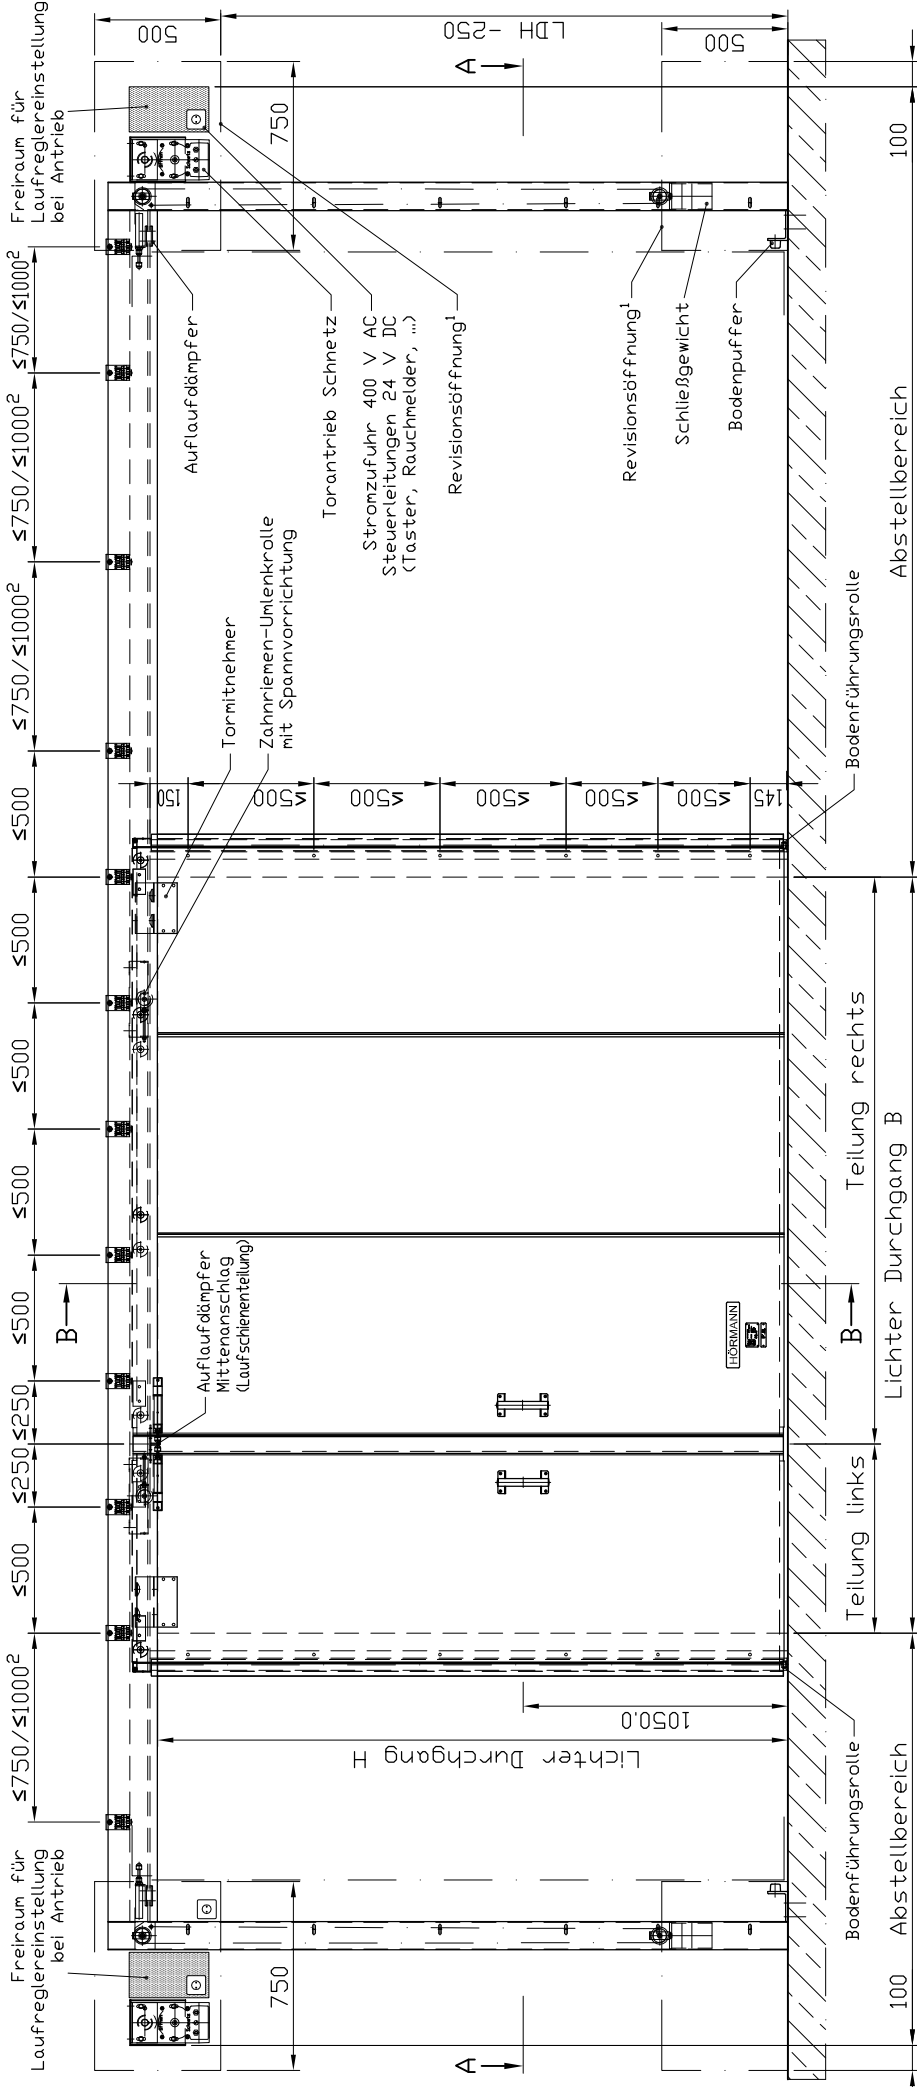 Freiraum für
Laufreglereinstellung
bei Antrieb
≤750/≤1000²
≤500
≤250
≤250
≤500
≤500
≤500
≤500
≤500
≤750/≤1000²
≤750/≤1000²
≤750/≤1000²
Freiraum für
Laufreglereinstellung
bei Antrieb
500
LDH -250
500
750
A
750
A
B
B
Auflaufdämpfer
Mittenanschlag
(Laufschienenteilung)
Tormitnehmer
Zahnriemen-Umlenkrolle
mit Spannvorrichtung
Auflaufdämpfer
Torantrieb Schnetz
Stromzufuhr 400 V AC
Steuerleitungen 24 V DC
(Taster, Rauchmelder, ...)
Revisionsöffnung¹
Revisionsöffnung¹
Schließgewicht
Bodenpuffer
150
≤500
≤500
≤500
≤500
≤500
145
Lichter Durchgang H
1050.0
HÖRMANN
Bodenführungsrolle
Bodenführungsrolle
Teilung links
Teilung rechts
Lichter Durchgang B
100
Abstellbereich
Abstellbereich
100